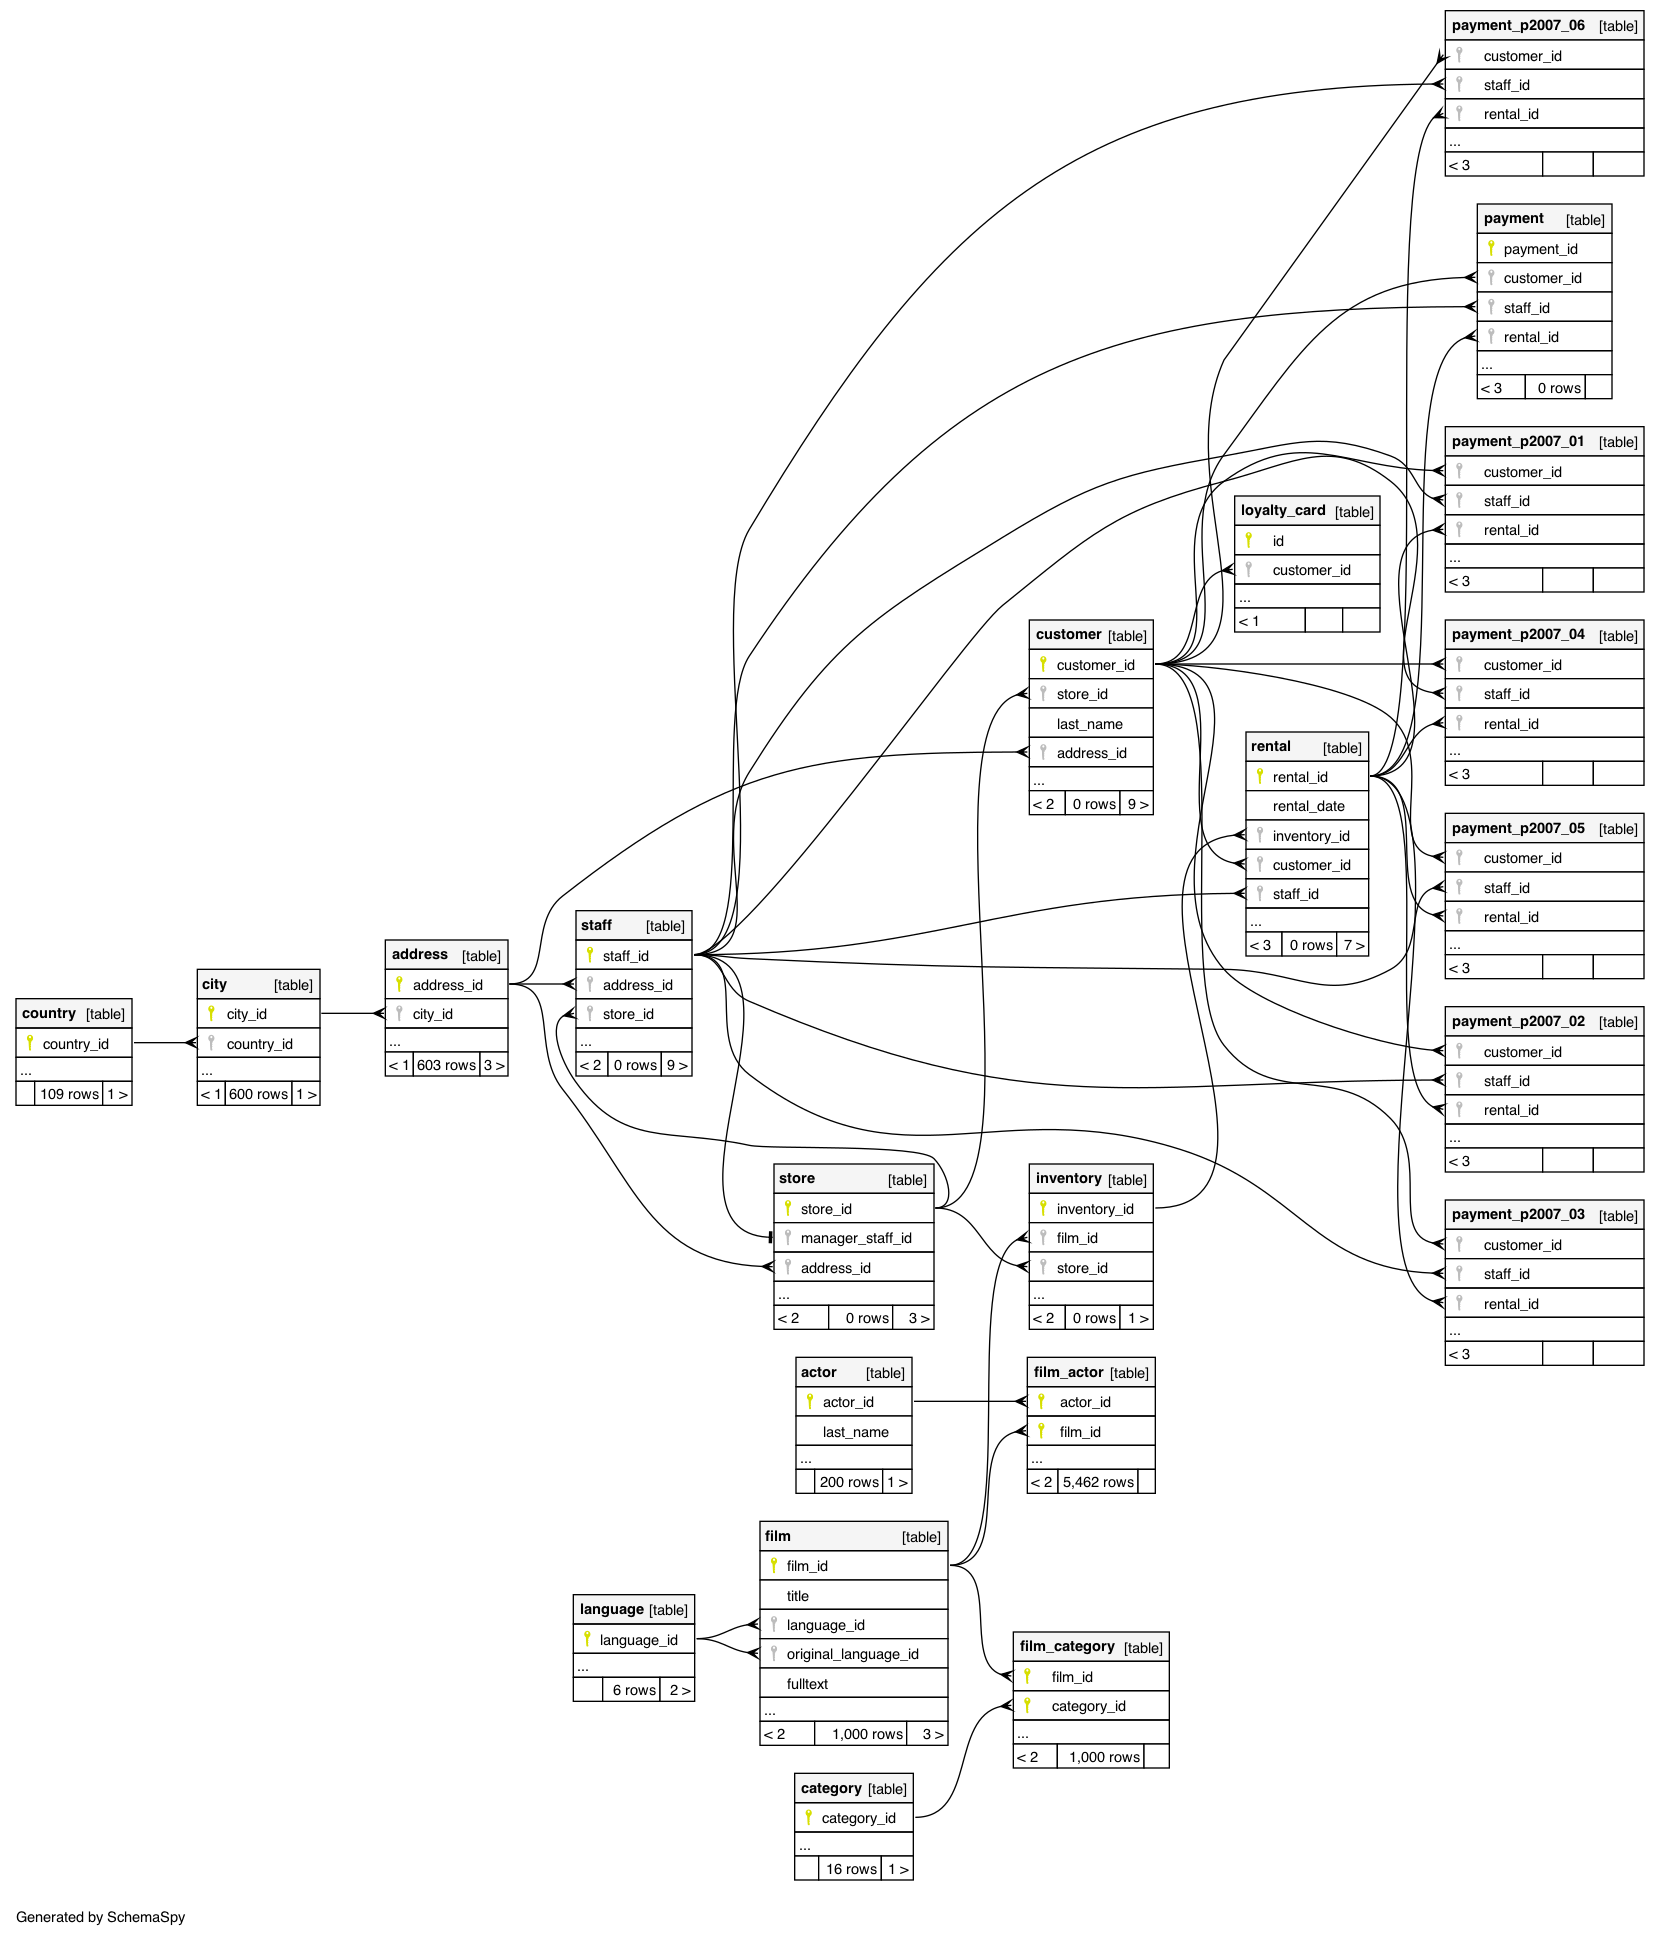 payment_p2007_06 [table]
customer_id
staff_id
rental_id
...
< 3
payment [table]
payment_id
customer_id
staff_id
rental_id
...
< 3 0 rows
payment_p2007_01 [table]
customer_id
staff_id
rental_id
...
< 3
loyalty_card [table]
id
customer_id
...
< 1
customer [table]
customer_id
store_id
last_name
address_id
...
< 2 0 rows 9 >
payment_p2007_04 [table]
customer_id
staff_id
rental_id
...
< 3
rental [table]
rental_id
rental_date
inventory_id
customer_id
staff_id
...
< 3 0 rows 7 >
payment_p2007_05 [table]
customer_id
staff_id
rental_id
...
< 3
staff [table]
staff_id
address_id
store_id
...
< 2 0 rows 9 >
address [table]
address_id
city_id
...
< 1 603 rows 3 >
city [table]
city_id
country_id
...
< 1 600 rows 1 >
country [table]
country_id
...
109 rows 1 >
payment_p2007_02 [table]
customer_id
staff_id
rental_id
...
< 3
store [table]
store_id
manager_staff_id
address_id
...
< 2 0 rows 3 >
inventory [table]
inventory_id
film_id
store_id
...
< 2 0 rows 1 >
payment_p2007_03 [table]
customer_id
staff_id
rental_id
...
< 3
actor [table]
actor_id
last_name
...
200 rows 1 >
film_actor [table]
actor_id
film_id
...
< 2 5,462 rows
film [table]
film_id
title
language_id
original_language_id
fulltext
...
< 2 1,000 rows 3 >
language [table]
language_id
...
6 rows 2 >
film_category [table]
film_id
category_id
...
< 2 1,000 rows
category [table]
category_id
...
16 rows 1 >
Generated by SchemaSpy